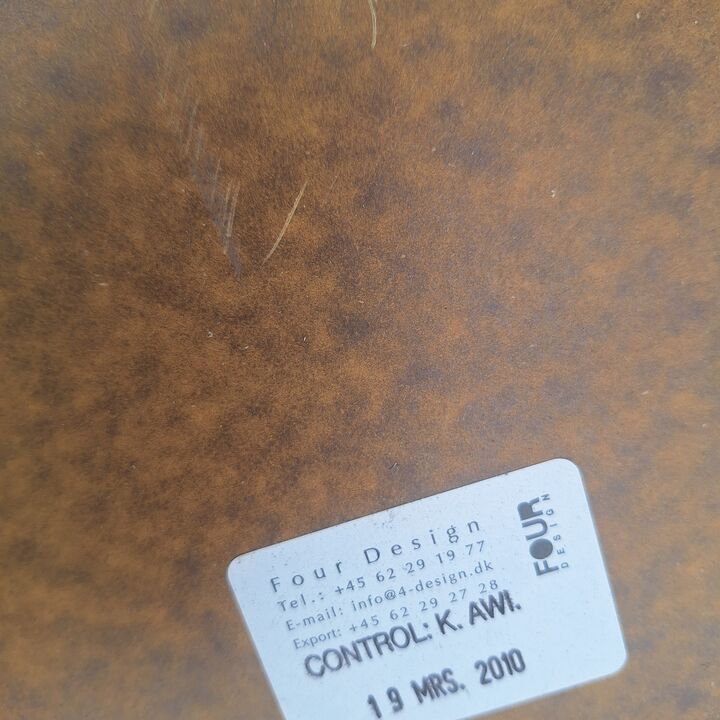 Four Design
Tel.: +45 62 29 19 77
E-mail: info@4-design.dk
Export: +45 62 29 27 28
CONTROL: K. AWI.
19 MRS. 2010
FOUR
DESIGN